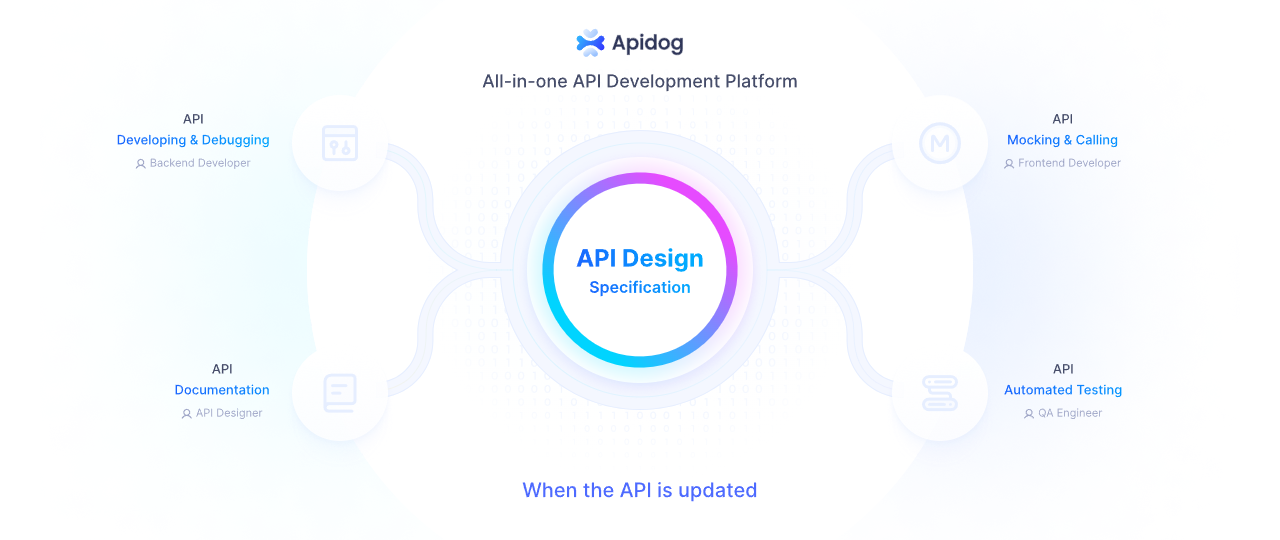 Apidog
All-in-one API Development Platform
API
Developing & Debugging
Backend Developer
API
Mocking & Calling
Frontend Developer
API Design
Specification
API
Documentation
API Designer
API
Automated Testing
QA Engineer
When the API is updated